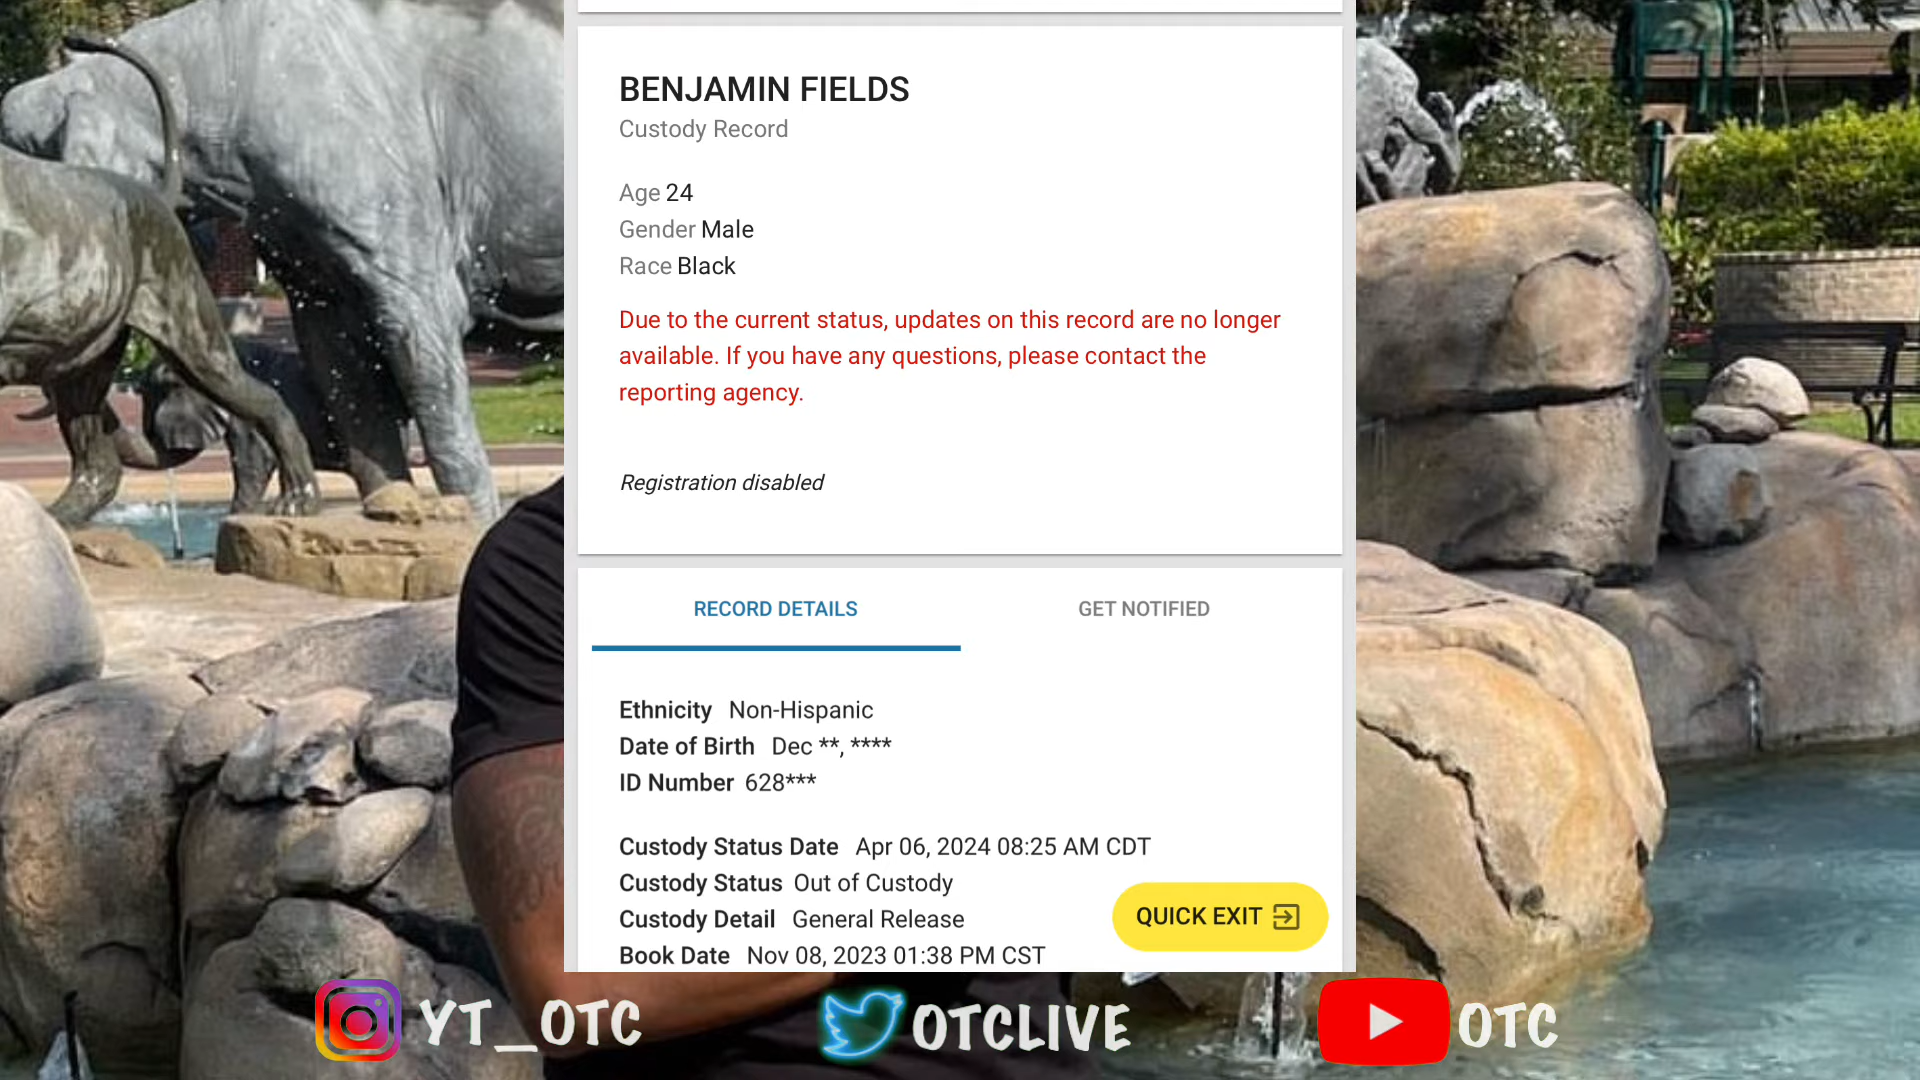 BENJAMIN FIELDS
Custody Record
Age 24
Gender Male
Race Black
Due to the current status, updates on this record are no longer
available. If you have any questions, please contact the
reporting agency.
Registration disabled
RECORD DETAILS GET NOTIFIED
Ethnicity Non-Hispanic
Date of Birth Dec **, ****
ID Number 628***
Custody Status Date Apr 06, 2024 08:25 AM CDT
Custody Status Out of Custody
Custody Detail General Release
QUICK EXIT
Book Date Nov 08, 2023 01:38 PM CST
YT_OTC OTCLIVE OTC